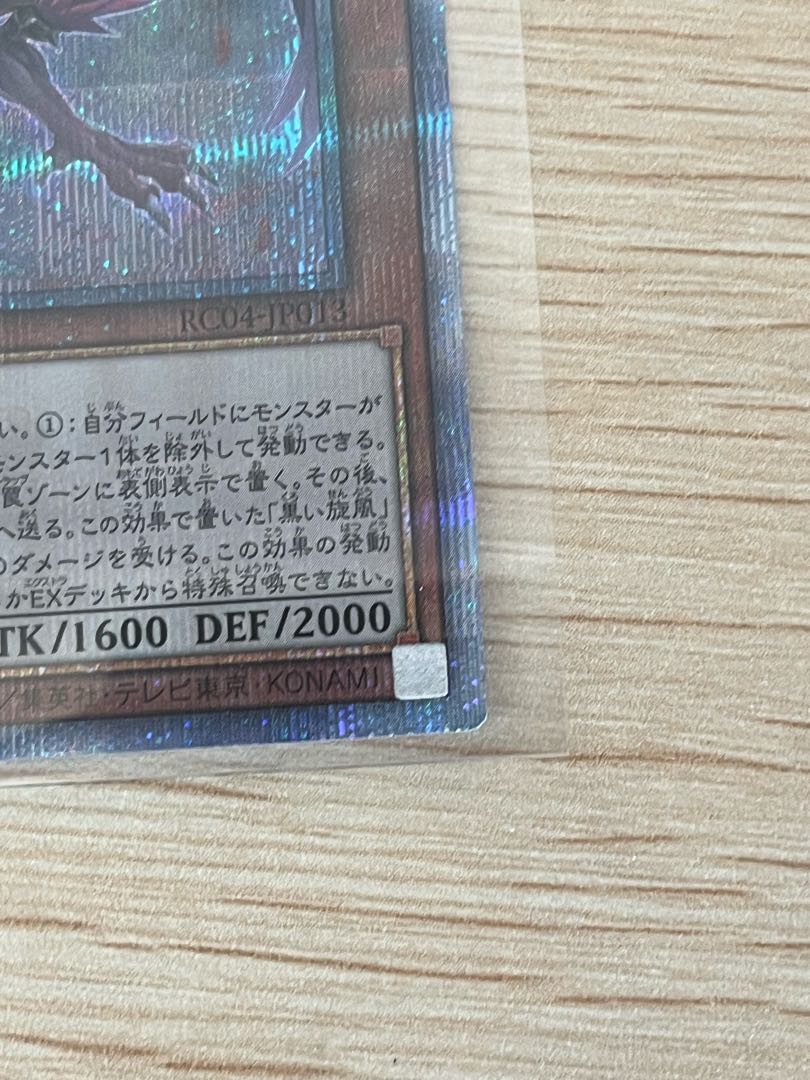 RC04-JP013
い。①:自分フィールドにモンスターが
モンスター1体を除外して発動できる。
罠ゾーンに表側表示で置く。その後、
へ送る。この効果で置いた「黒い旋風」
のダメージを受ける。この効果の発動
かEXデッキから特殊召喚できない。
TK/1600 DEF/2000
/集英社・テレビ東京・KONAMI